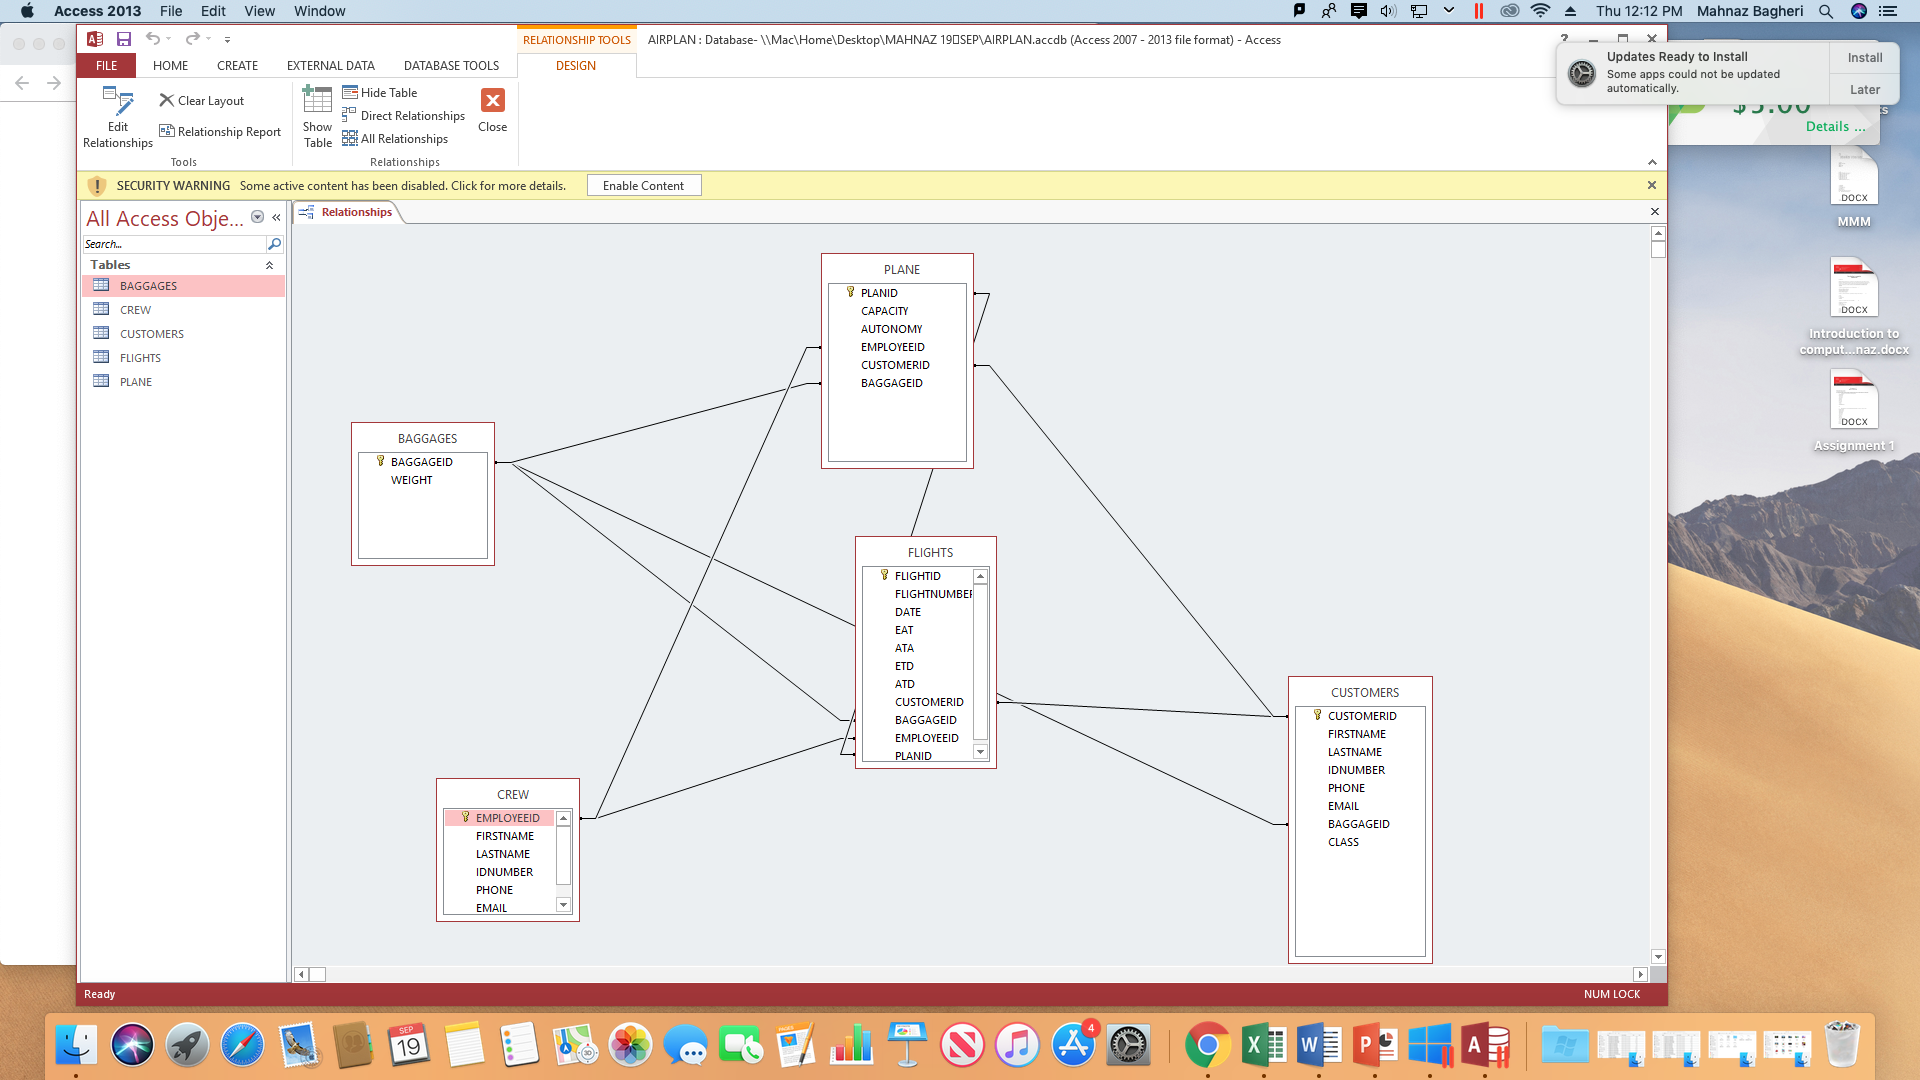 Access 2013 File Edit View Window Thu 12:12 PM Mahnaz Bagheri
RELATIONSHIP TOOLS AIRPLAN : Database- \\Mac\Home\Desktop\MAHNAZ 19▯SEP\AIRPLAN.accdb (Access 2007 - 2013 file format) - Access ?
FILE HOME CREATE EXTERNAL DATA DATABASE TOOLS DESIGN
Updates Ready to Install
Some apps could not be updated automatically.
Install
Later
$5.00
Details ...
Edit Relationships
Clear Layout
Relationship Report
Tools
Show Table
Hide Table
Direct Relationships
All Relationships
Close
Relationships
SECURITY WARNING Some active content has been disabled. Click for more details. Enable Content
All Access Obje...
Search...
Tables
BAGGAGES
CREW
CUSTOMERS
FLIGHTS
PLANE
Relationships
PLANE
PLANID
CAPACITY
AUTONOMY
EMPLOYEEID
CUSTOMERID
BAGGAGEID
BAGGAGES
BAGGAGEID
WEIGHT
FLIGHTS
FLIGHTID
FLIGHTNUMBER
DATE
EAT
ATA
ETD
ATD
CUSTOMERID
BAGGAGEID
EMPLOYEEID
PLANID
CUSTOMERS
CUSTOMERID
FIRSTNAME
LASTNAME
IDNUMBER
PHONE
EMAIL
BAGGAGEID
CLASS
CREW
EMPLOYEEID
FIRSTNAME
LASTNAME
IDNUMBER
PHONE
EMAIL
DOCX
MMM
DOCX
Introduction to
comput...naz.docx
DOCX
Assignment 1
Ready NUM LOCK
SEP
19
PAGES
3D
4
X
W
P
A